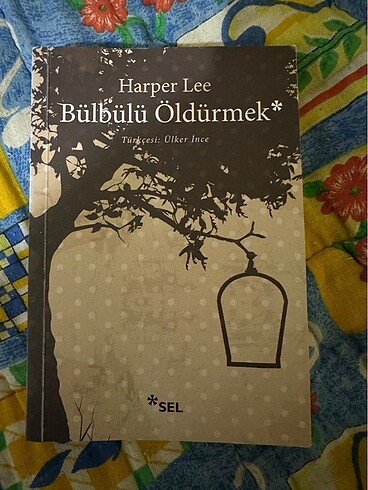 Harper Lee
Bülbülü Öldürmek*
Türkçesi: Ülker İnce
*SEL